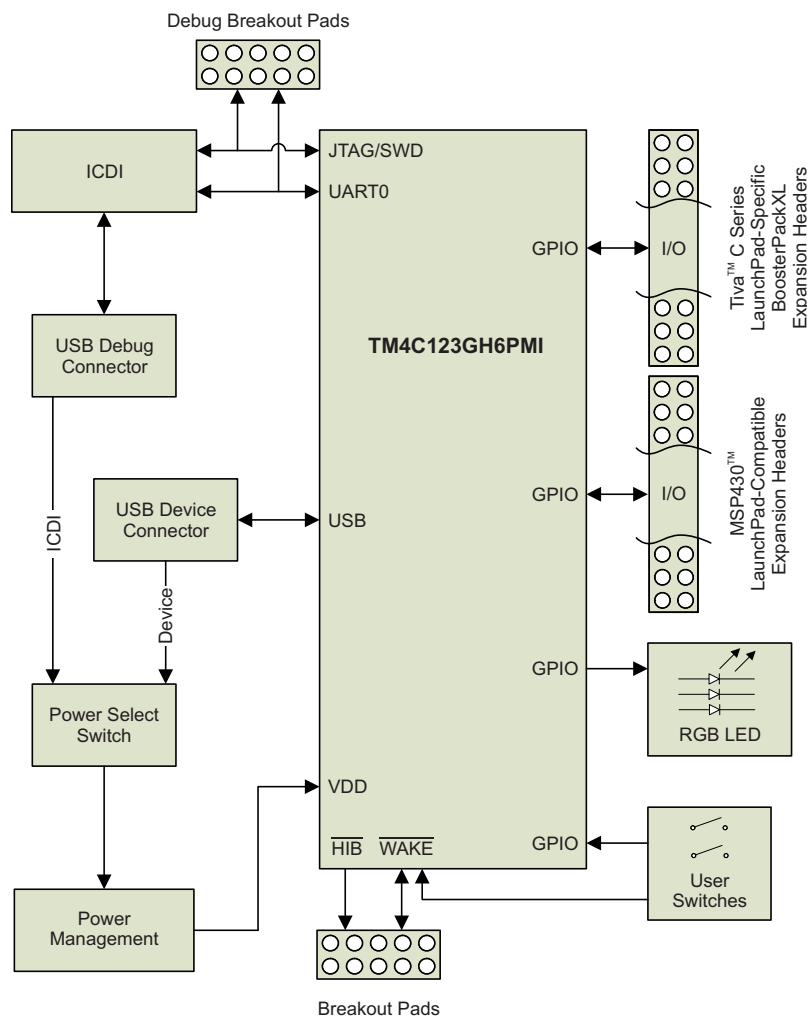 Debug Breakout Pads
ICDI
JTAG/SWD
UART0
GPIO
I/O
Tiva™ C Series
LaunchPad-Specific
BoosterPackXL
Expansion Headers
USB Debug
Connector
TM4C123GH6PMI
GPIO
I/O
MSP430™
LaunchPad-Compatible
Expansion Headers
USB Device
Connector
USB
ICDI
Device
GPIO
RGB LED
Power Select
Switch
VDD
HIB
WAKE
GPIO
User
Switches
Power
Management
Breakout Pads